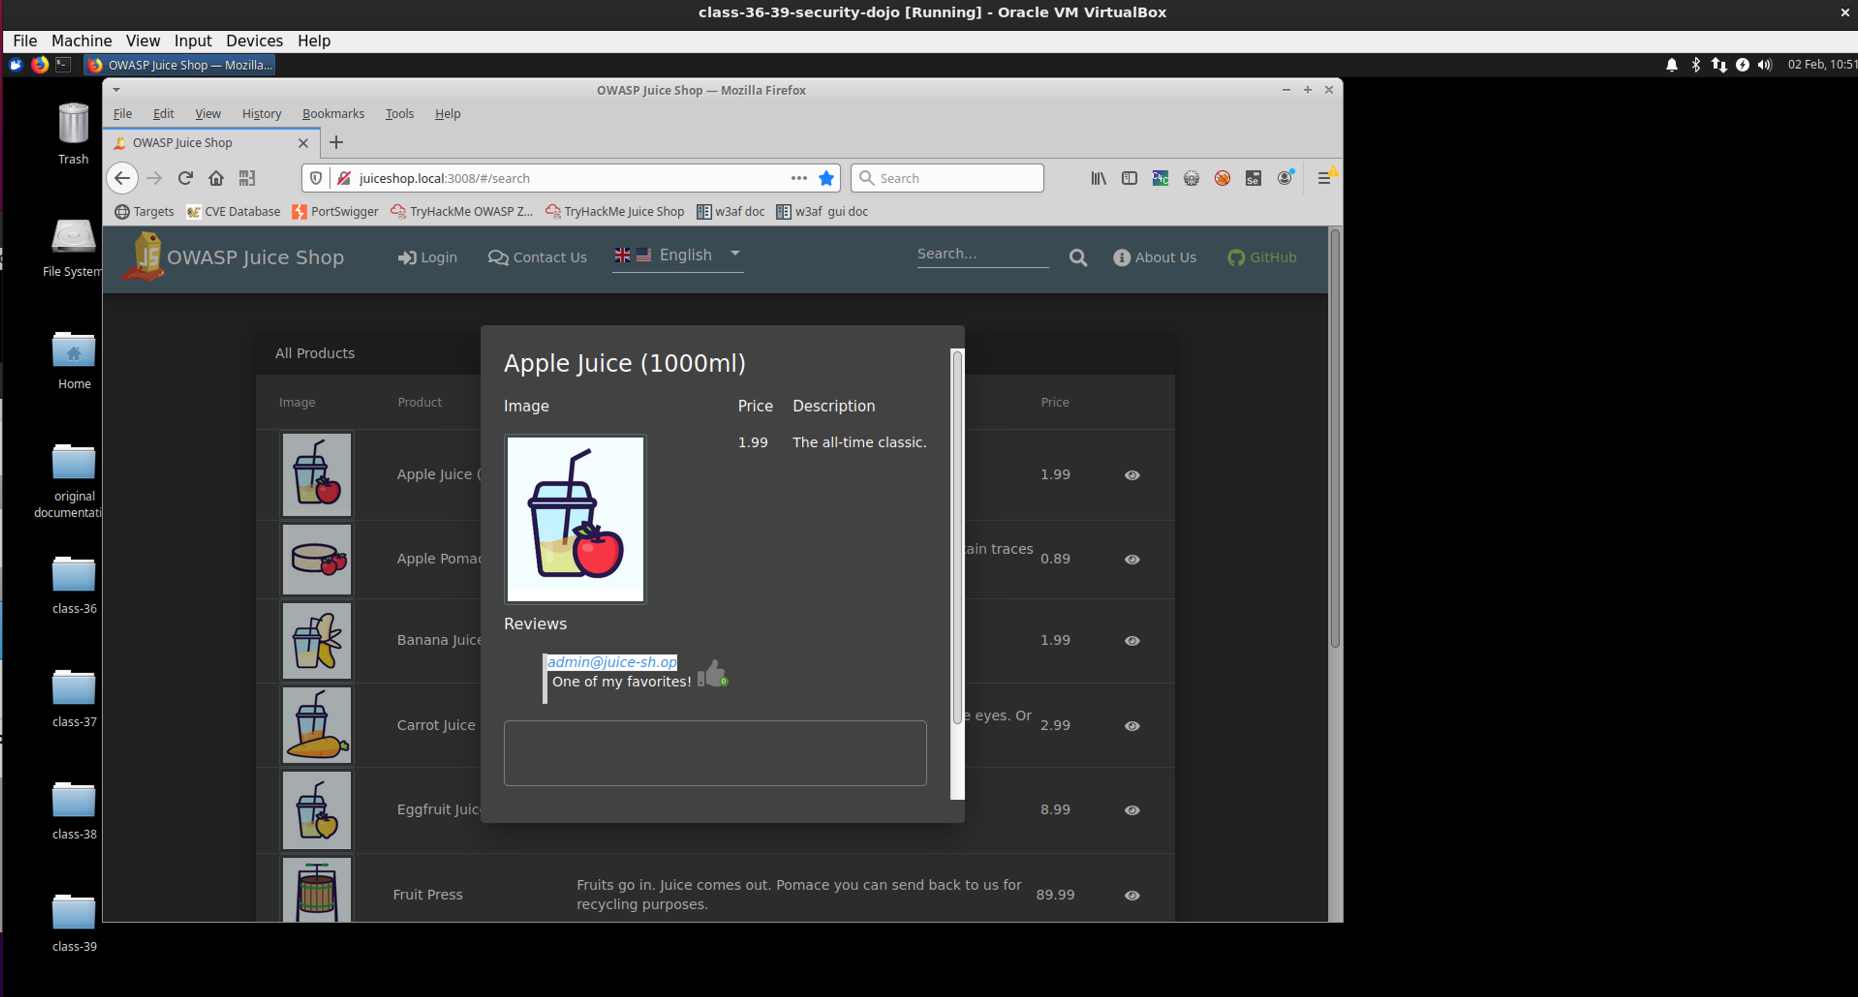 class-36-39-security-dojo [Running] - Oracle VM VirtualBox
File Machine View Input Devices Help
OWASP Juice Shop — Mozilla...
02 Feb, 10:51
OWASP Juice Shop — Mozilla Firefox
File Edit View History Bookmarks Tools Help
OWASP Juice Shop
juiceshop.local:3008/#/search
Search
Targets CVE Database PortSwigger TryHackMe OWASP Z... TryHackMe Juice Shop w3af doc w3af gui doc
OWASP Juice Shop Login Contact Us English Search... About Us GitHub
All Products
Image Product Price
Apple Juice ( 1.99
Apple Pomac ain traces 0.89
Banana Juice 1.99
Carrot Juice e eyes. Or 2.99
Eggfruit Juic 8.99
Fruit Press
Fruits go in. Juice comes out. Pomace you can send back to us for
recycling purposes.
89.99
Apple Juice (1000ml)
Image Price Description
1.99 The all-time classic.
Reviews
admin@juice-sh.op
One of my favorites!
0
Trash
File System
Home
original
documentati
class-36
class-37
class-38
class-39